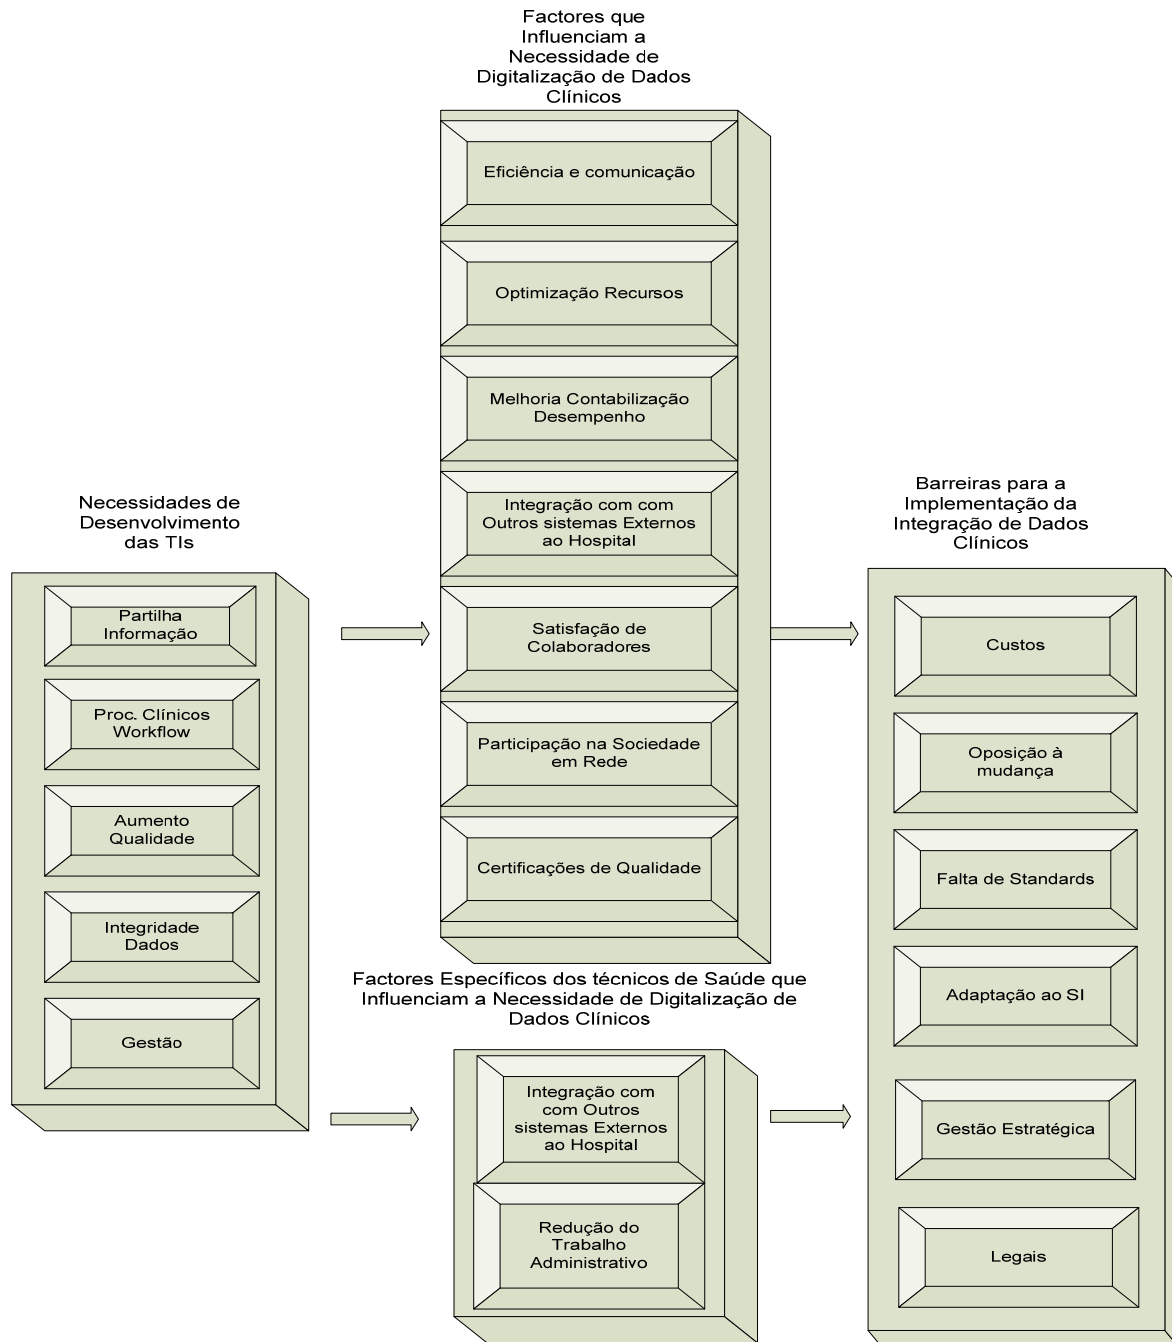 Factores que
Influenciam a
Necessidade de
Digitalização de Dados
Clínicos
Eficiência e comunicação
Optimização Recursos
Melhoria Contabilização
Desempenho
Integração com com
Outros sistemas Externos
ao Hospital
Satisfação de
Colaboradores
Participação na Sociedade
em Rede
Certificações de Qualidade
Necessidades de
Desenvolvimento
das TIs
Partilha
Informação
Proc. Clínicos
Workflow
Aumento
Qualidade
Integridade
Dados
Gestão
Factores Específicos dos técnicos de Saúde que
Influenciam a Necessidade de Digitalização de
Dados Clínicos
Integração com
com Outros
sistemas Externos
ao Hospital
Redução do
Trabalho
Administrativo
Barreiras para a
Implementação da
Integração de Dados
Clínicos
Custos
Oposição à
mudança
Falta de Standards
Adaptação ao SI
Gestão Estratégica
Legais